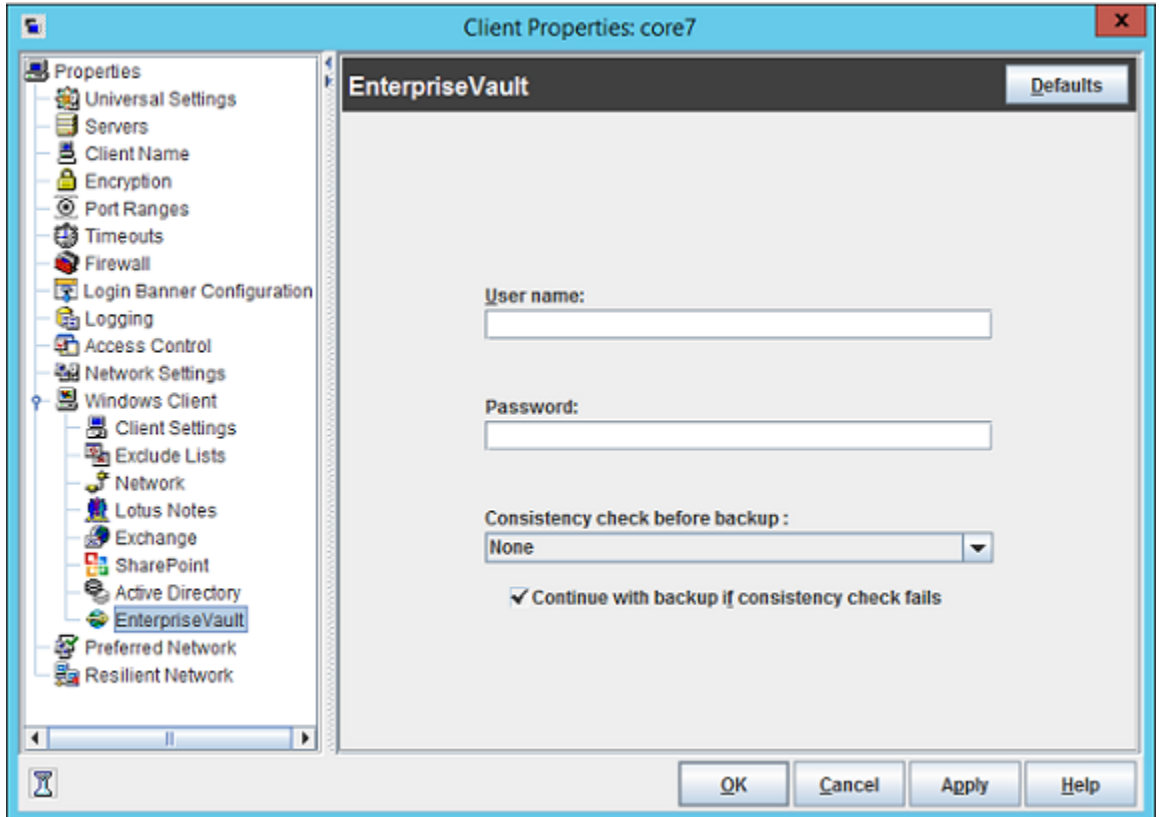 Client Properties: core7
x
Properties
Universal Settings
Servers
Client Name
Encryption
Port Ranges
Timeouts
Firewall
Login Banner Configuration
Logging
Access Control
Network Settings
Windows Client
Client Settings
Exclude Lists
Network
Lotus Notes
Exchange
SharePoint
Active Directory
EnterpriseVault
Preferred Network
Resilient Network
EnterpriseVault
Defaults
User name:
Password:
Consistency check before backup :
None
Continue with backup if consistency check fails
OK
Cancel
Apply
Help